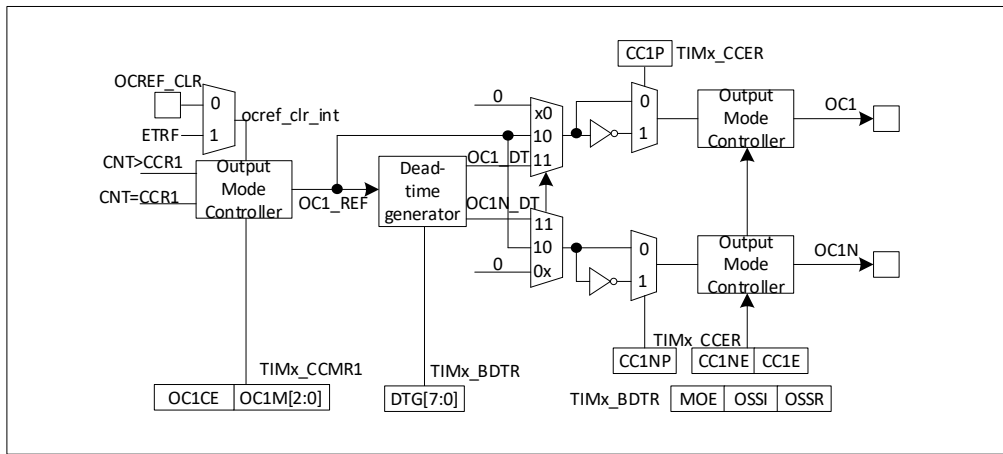 CC1P TIMx_CCER
OCREF_CLR
0
1
ETRF
ocref_clr_int
CNT>CCR1
CNT=CCR1
Output
Mode
Controller
OC1_REF
Dead-
time
generator
OC1_DT
OC1N_DT
0
x0
10
11
11
10
0x
0
0
1
0
1
Output
Mode
Controller
OC1
Output
Mode
Controller
OC1N
TIMx_CCER
CC1NP CC1NE CC1E
TIMx_CCMR1
OC1CE OC1M[2:0]
TIMx_BDTR
DTG[7:0]
TIMx_BDTR MOE OSSI OSSR